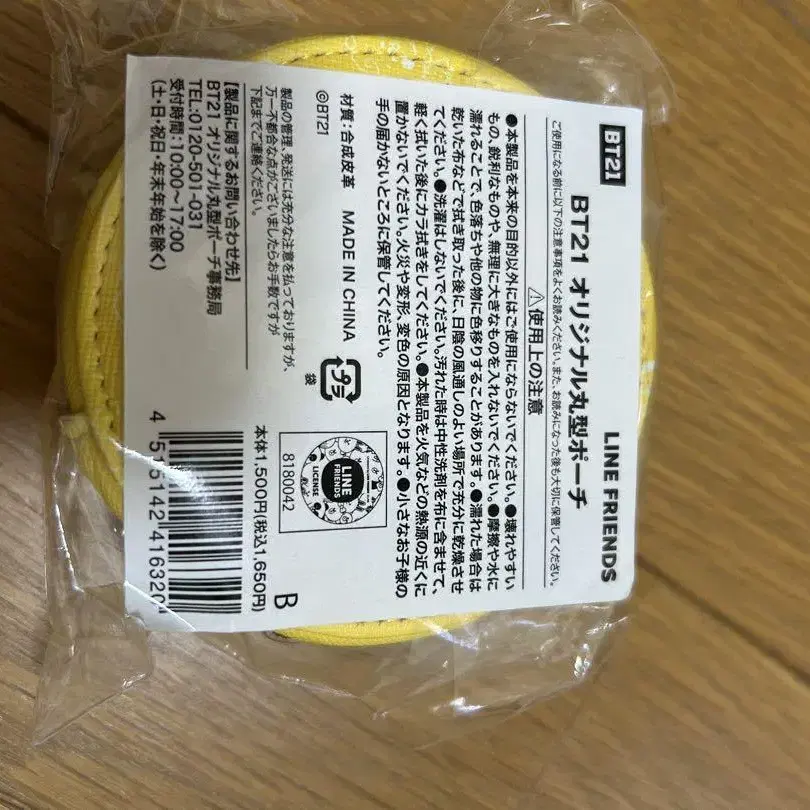 BT21
LINE FRIENDS
BT21 オリジナル丸型ポーチ
ご使用になる前に以下の注意事項をよくお読みください。また、お読みになった後も大切に保管してください。
⚠使用上の注意
●本製品を本来の目的以外にはご使用にならないでください。●壊れやすい
もの、鋭利なものや、無理に大きなものを入れないでください。●摩擦や水に
濡れることで、色落ちや他の物に色移りすることがあります。●濡れた場合は
乾いた布などで拭き取った後に、日陰の風通しのよい場所で充分に乾燥させ
てください。●洗濯はしないでください。汚れた時は中性洗剤を布に含ませて、
軽く拭いた後にカラ拭きをしてください。●本製品を火気などの熱源の近くに
置かないでください。火災や変形、変色の原因となります。●小さなお子様の
手の届かないところに保管してください。
材質:合成皮革 MADE IN CHINA
©BT21
プラ
袋
8180042
LINE
FRIENDS
LICENSE
製品の管理、発送には充分な注意を払っておりますが、
万一不都合な点がございましたらお手数ですが
下記までご連絡ください。
【製品に関するお問い合わせ先】
BT21 オリジナル丸型ポーチ事務局
TEL:0120-501-031
受付時間:10:00〜17:00
(土・日・祝日・年末年始を除く)
B
本体1,500円(税込1,650円)
4 515142 416320